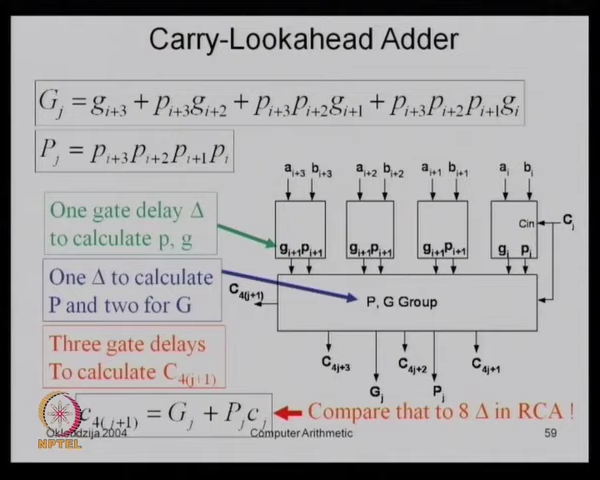 Carry-Lookahead Adder
G_j = g_{i+3} + p_{i+3}g_{i+2} + p_{i+3}p_{i+2}g_{i+1} + p_{i+3}p_{i+2}p_{i+1}g_i
P_j = p_{i+3}p_{i+2}p_{i+1}p_i
a_{i+3} b_{i+3} a_{i+2} b_{i+2} a_{i+1} b_{i+1} a_i b_i
One gate delay Δ
to calculate p, g
Cin C_j
g_{i+1} p_{i+1} g_{i+1} p_{i+1} g_{i+1} p_{i+1} g_i p_i
One Δ to calculate
P and two for G
C_{4(j+1)}
P, G Group
Three gate delays
To calculate C_{4(j+1)}
C_{4j+3} C_{4j+2} C_{4j+1}
G_j P_j
c_{4(j+1)} = G_j + P_j c_j
Compare that to 8 Δ in RCA !
NPTEL
Oklobdzija 2004 Computer Arithmetic 59